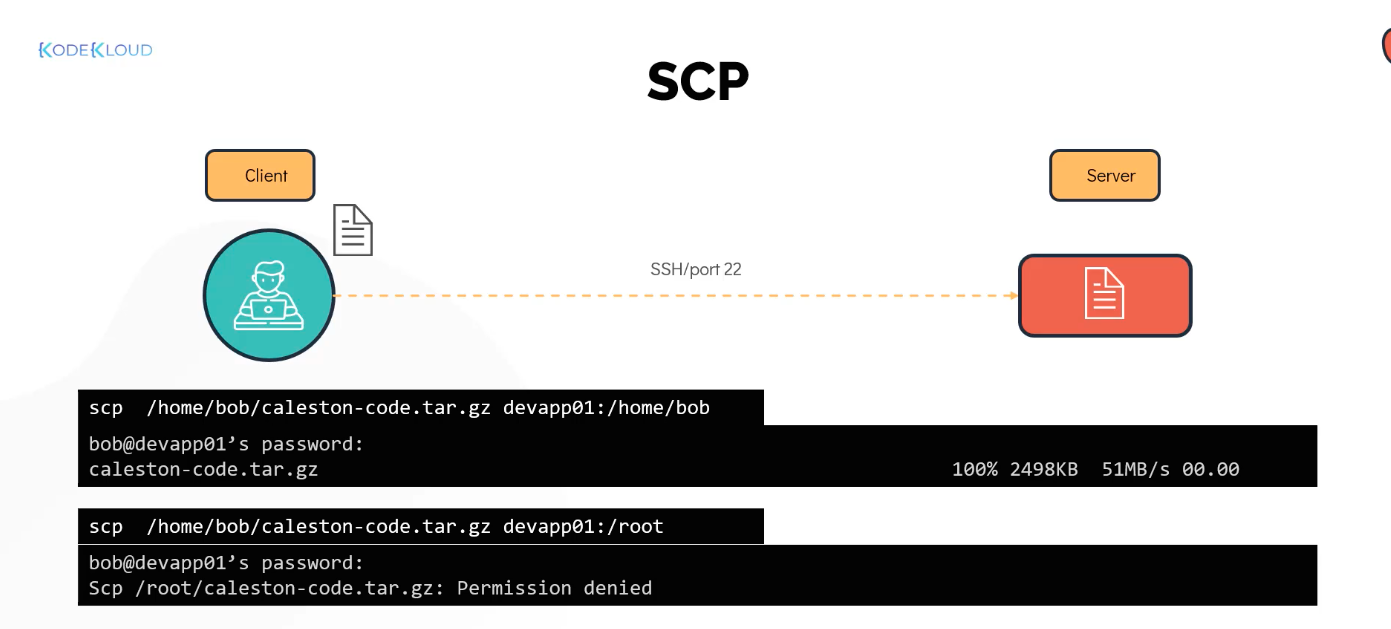 {KODE{KLOUD
SCP
Client
Server
SSH/port 22
scp  /home/bob/caleston-code.tar.gz devapp01:/home/bob
bob@devapp01’s password:
caleston-code.tar.gz 100% 2498KB  51MB/s 00.00
scp  /home/bob/caleston-code.tar.gz devapp01:/root
bob@devapp01’s password:
Scp /root/caleston-code.tar.gz: Permission denied